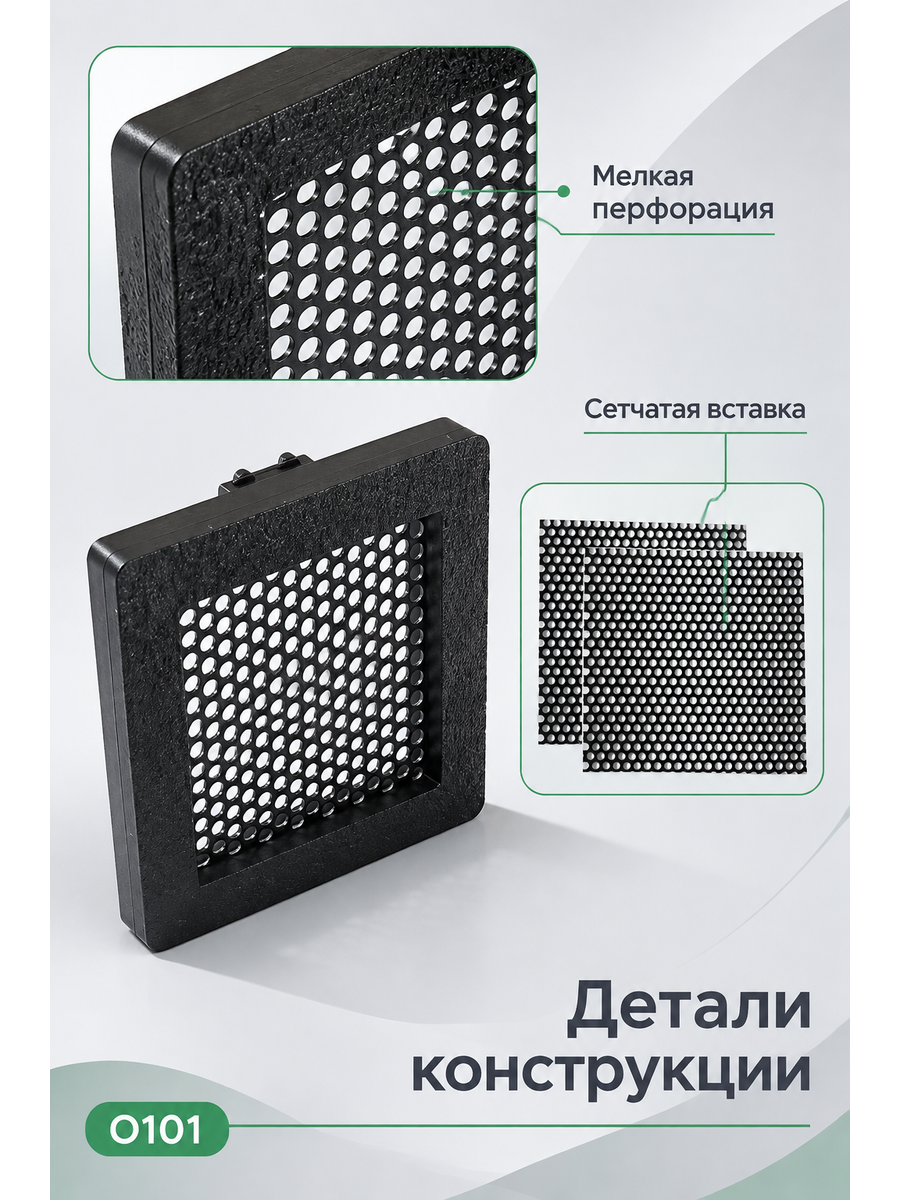 Мелкая
перфорация
Сетчатая вставка
Детали
конструкции
О101